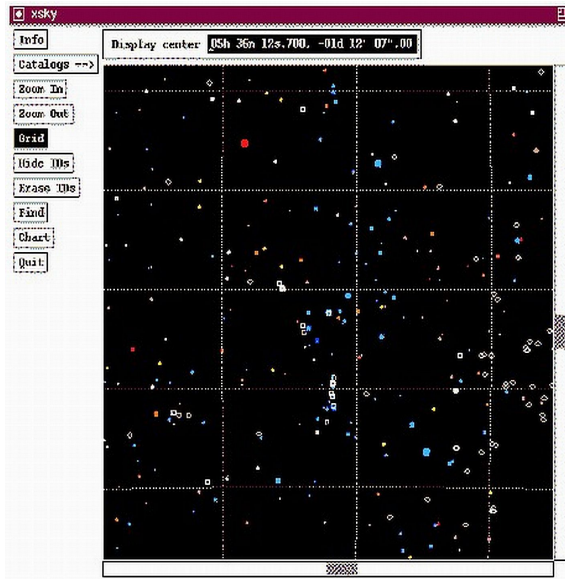 xsky
Display center 05h 36m 12s.700, -01d 12' 07".00
Info
Catalogs -->
Zoom In
Zoom Out
Grid
Hide IDs
Erase IDs
Find
Chart
Quit